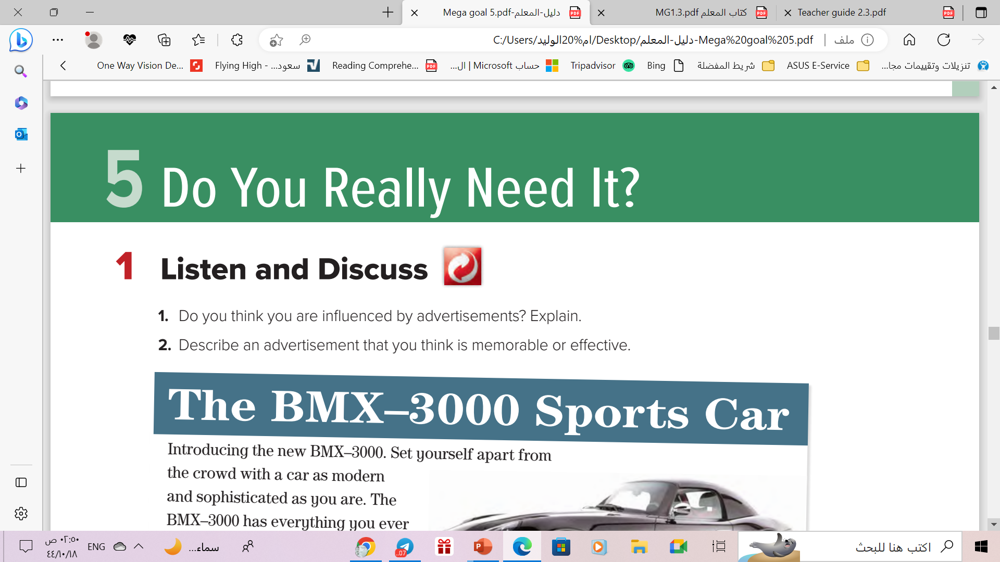 Mega goal 5.pdf-دليل-المعلم
كتاب المعلم MG1.3.pdf
Teacher guide 2.3.pdf
C:/Users/ام%20الوليد/Desktop/دليل-المعلم-Mega%20goal%205.pdf
ملف
One Way Vision De...
Flying High - سعود...
Reading Comprehe...
حساب Microsoft | ال...
Tripadvisor
Bing
شريط المفضلة
ASUS E-Service
تنزيلات وتقييمات مجا...
5 Do You Really Need It?
1 Listen and Discuss
1. Do you think you are influenced by advertisements? Explain.
2. Describe an advertisement that you think is memorable or effective.
The BMX–3000 Sports Car
Introducing the new BMX–3000. Set yourself apart from
the crowd with a car as modern
and sophisticated as you are. The
BMX–3000 has everything you ever
٠٢:٥٠ ص
٤٤/١٠/١٨
ENG
سماء...
اكتب هنا للبحث